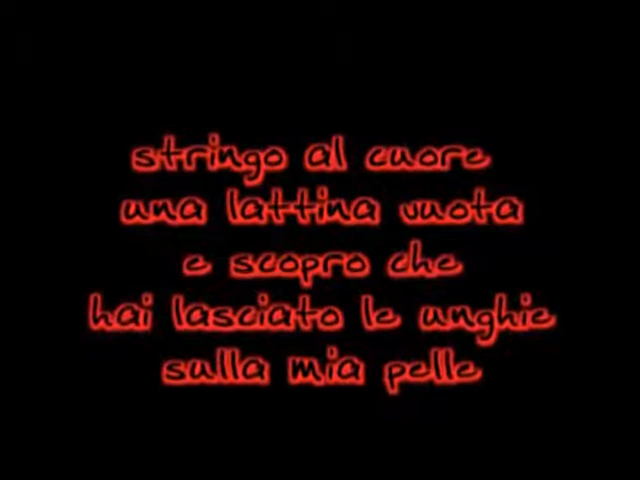 stringo al cuore
una lattina vuota
e scopro che
hai lasciato le unghie
sulla mia pelle